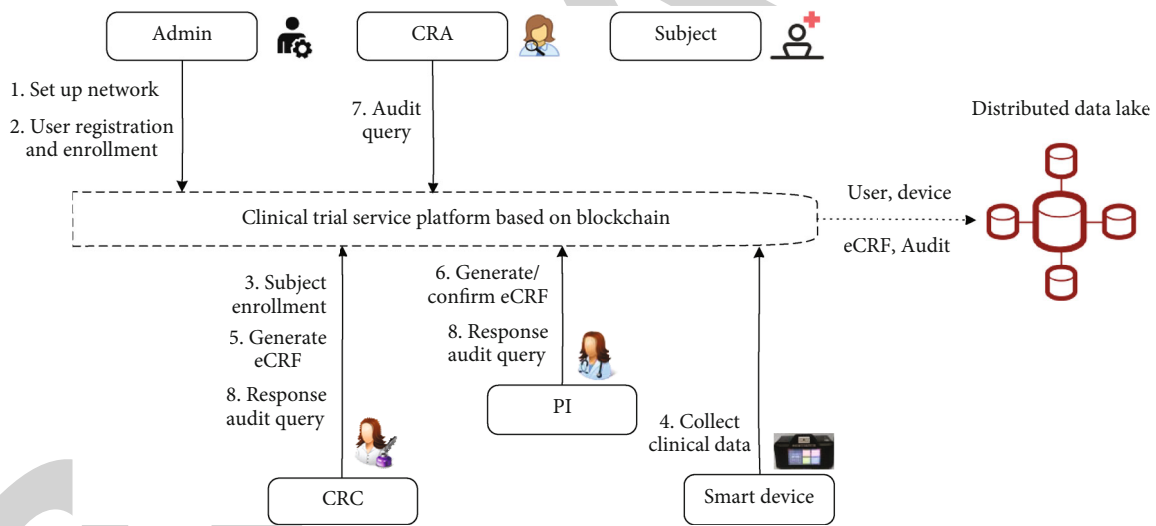 Admin
CRA
Subject
1. Set up network
2. User registration
and enrollment
7. Audit
query
Distributed data lake
Clinical trial service platform based on blockchain
User, device
eCRF, Audit
3. Subject
enrollment
5. Generate
eCRF
8. Response
audit query
6. Generate/
confirm eCRF
8. Response
audit query
4. Collect
clinical data
CRC
PI
Smart device